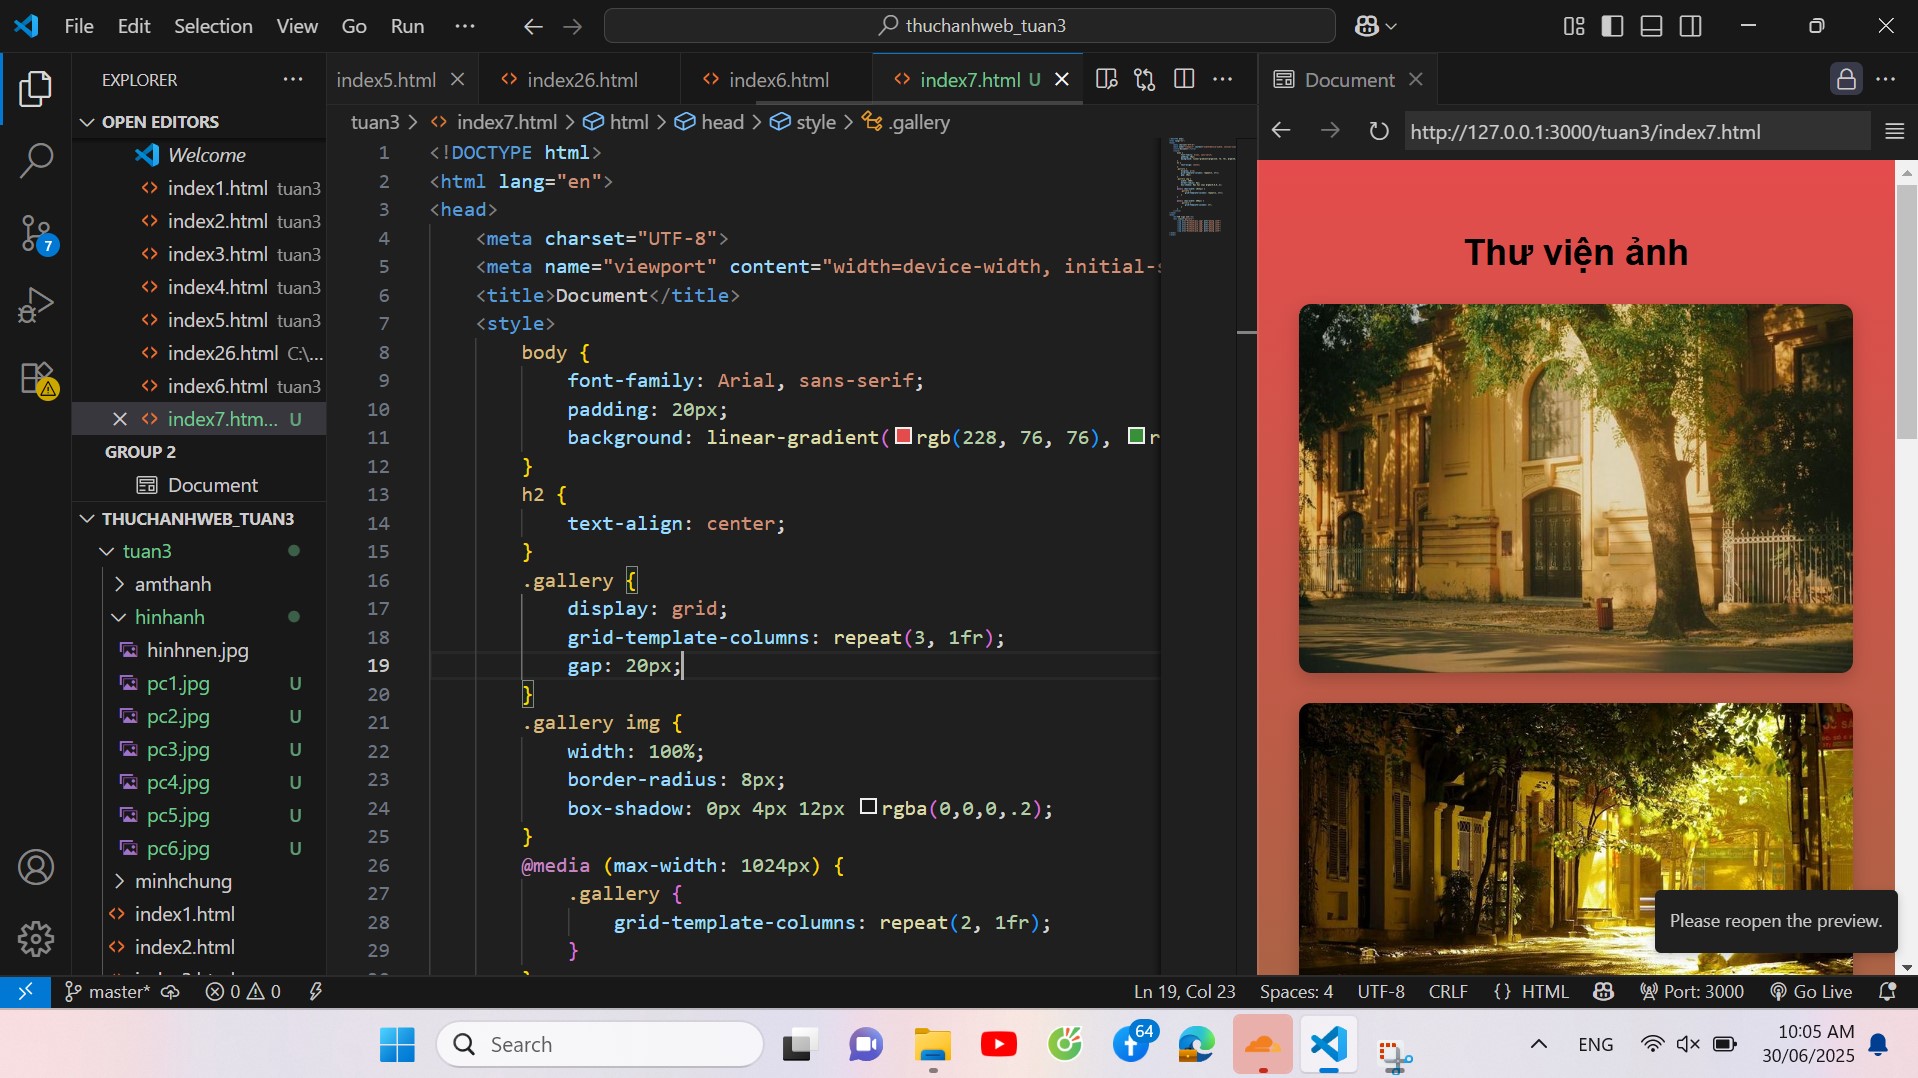 File Edit Selection View Go Run ···
thuchanhweb_tuan3
EXPLORER
OPEN EDITORS
Welcome
index1.html tuan3
index2.html tuan3
index3.html tuan3
index4.html tuan3
index5.html tuan3
index26.html C:\...
index6.html tuan3
index7.htm... U
GROUP 2
Document
THUCHANHWEB_TUAN3
tuan3
amthanh
hinhanh
hinhnen.jpg
pc1.jpg U
pc2.jpg U
pc3.jpg U
pc4.jpg U
pc5.jpg U
pc6.jpg U
minhchung
index1.html
index2.html
7
index5.html
index26.html
index6.html
index7.html U
tuan3 > index7.html > html > head > style > .gallery
1 <!DOCTYPE html>
2 <html lang="en">
3 <head>
4 <meta charset="UTF-8">
5 <meta name="viewport" content="width=device-width, initial-s
6 <title>Document</title>
7 <style>
8 body {
9 font-family: Arial, sans-serif;
10 padding: 20px;
11 background: linear-gradient(rgb(228, 76, 76), r
12 }
13 h2 {
14 text-align: center;
15 }
16 .gallery {
17 display: grid;
18 grid-template-columns: repeat(3, 1fr);
19 gap: 20px;
20 }
21 .gallery img {
22 width: 100%;
23 border-radius: 8px;
24 box-shadow: 0px 4px 12px rgba(0,0,0,.2);
25 }
26 @media (max-width: 1024px) {
27 .gallery {
28 grid-template-columns: repeat(2, 1fr);
29 }
Document
http://127.0.0.1:3000/tuan3/index7.html
Thư viện ảnh
Please reopen the preview.
master* 0 0
Ln 19, Col 23 Spaces: 4 UTF-8 CRLF {} HTML Port: 3000 Go Live
Search
64
ENG
10:05 AM
30/06/2025